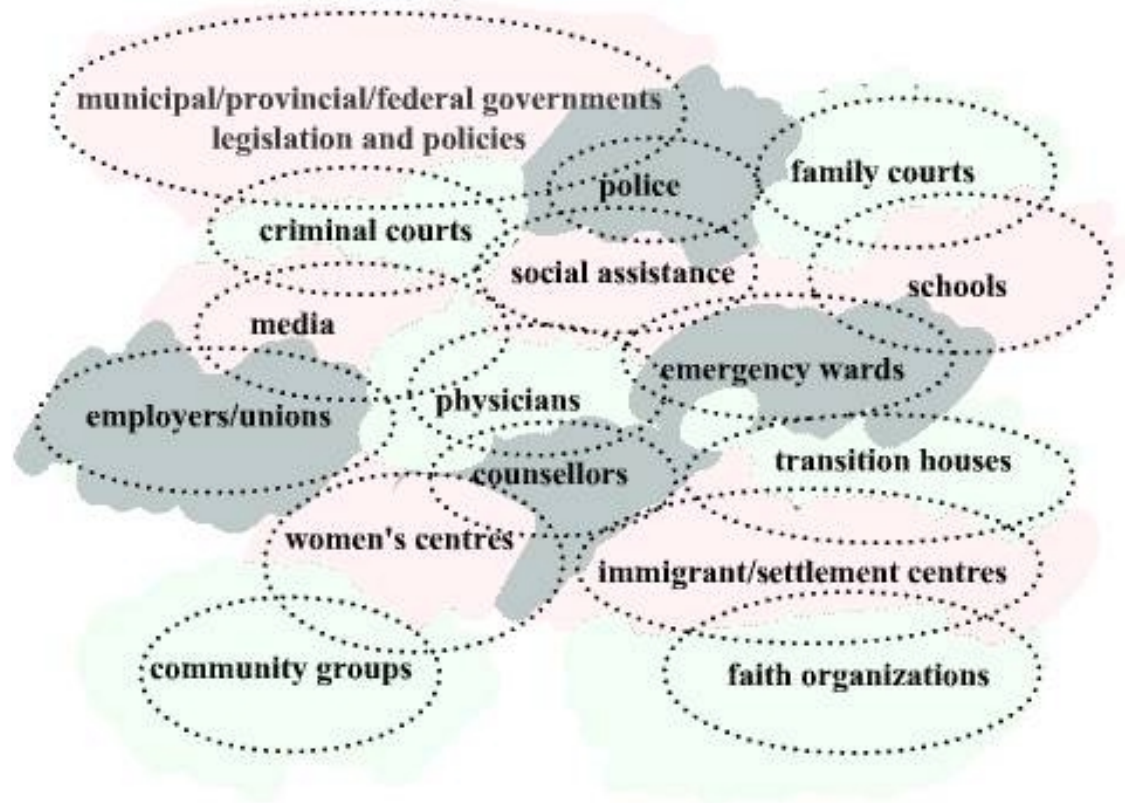 municipal/provincial/federal governments
legislation and policies
police
family courts
criminal courts
social assistance
schools
media
emergency wards
physicians
employers/unions
transition houses
counsellors
women's centres
immigrant/settlement centres
community groups
faith organizations